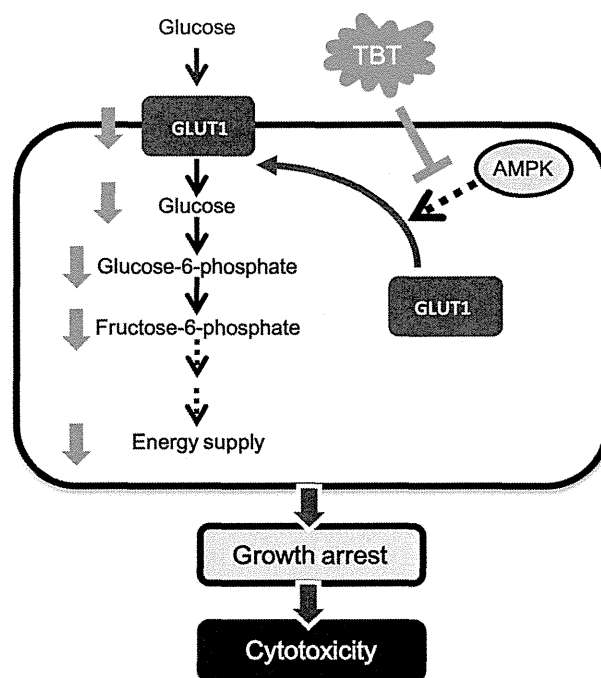 Glucose
TBT
GLUT1
AMPK
Glucose
Glucose-6-phosphate
GLUT1
Fructose-6-phosphate
Energy supply
Growth arrest
Cytotoxicity